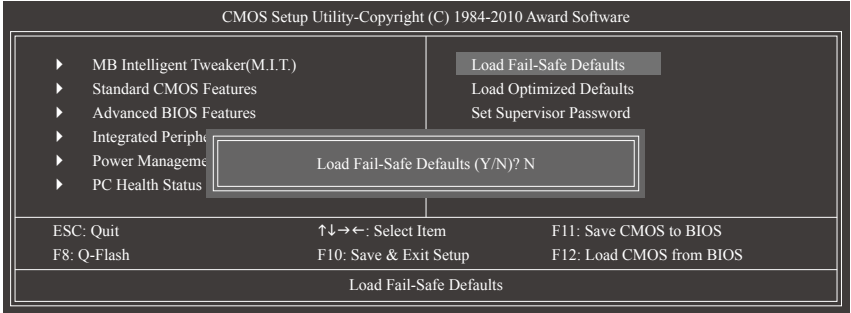 CMOS Setup Utility-Copyright (C) 1984-2010 Award Software
MB Intelligent Tweaker(M.I.T.)
Standard CMOS Features
Advanced BIOS Features
Integrated
Power
PC Health Status
Load Fail-Safe Defaults
Load Optimized Defaults
Set Supervisor Password
Load Fail-Safe Defaults (Y/N)? N
ESC: Quit
↑↓→←: Select Item
F11: Save CMOS to BIOS
F8: Q-Flash
F10: Save & Exit Setup
F12: Load CMOS from BIOS
Load Fail-Safe Defaults